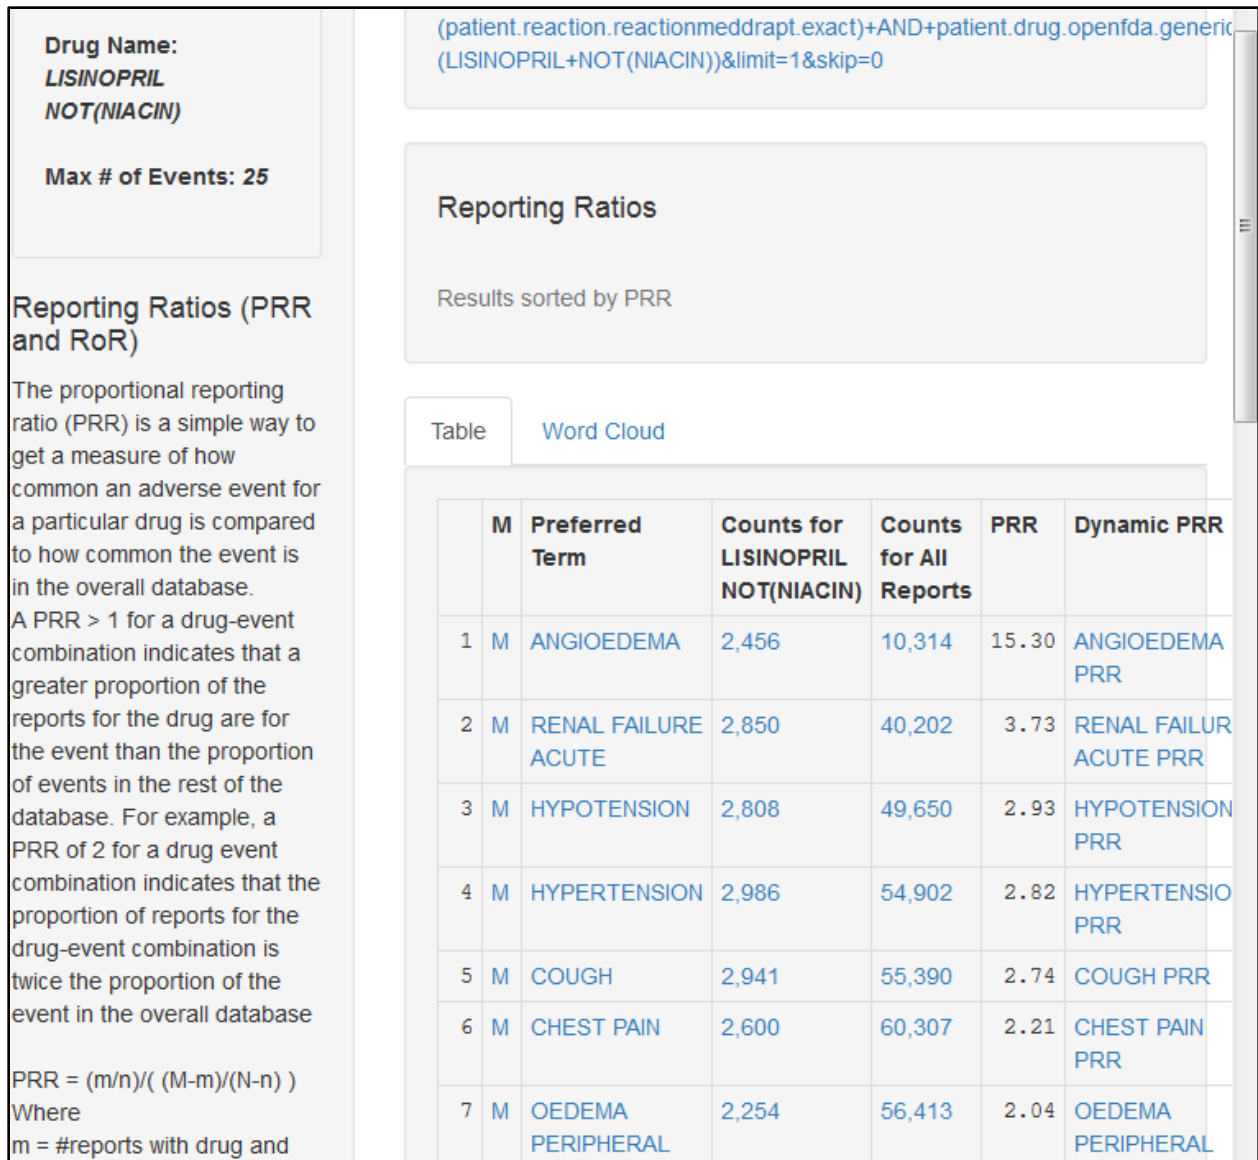 Drug Name:
LISINOPRIL
NOT(NIACIN)
Max # of Events: 25
Reporting Ratios (PRR
and RoR)
The proportional reporting
ratio (PRR) is a simple way to
get a measure of how
common an adverse event for
a particular drug is compared
to how common the event is
in the overall database.
A PRR > 1 for a drug-event
combination indicates that a
greater proportion of the
reports for the drug are for
the event than the proportion
of events in the rest of the
database. For example, a
PRR of 2 for a drug event
combination indicates that the
proportion of reports for the
drug-event combination is
twice the proportion of the
event in the overall database
PRR = (m/n)/( (M-m)/(N-n) )
Where
m = #reports with drug and
(patient.reaction.reactionmeddrapt.exact)+AND+patient.drug.openfda.generic
(LISINOPRIL+NOT(NIACIN))&limit=1&skip=0
Reporting Ratios
Results sorted by PRR
Table Word Cloud
M Preferred Term Counts for LISINOPRIL NOT(NIACIN) Counts for All Reports PRR Dynamic PRR
1 M ANGIOEDEMA 2,456 10,314 15.30 ANGIOEDEMA PRR
2 M RENAL FAILURE ACUTE 2,850 40,202 3.73 RENAL FAILUR ACUTE PRR
3 M HYPOTENSION 2,808 49,650 2.93 HYPOTENSION PRR
4 M HYPERTENSION 2,986 54,902 2.82 HYPERTENSIO PRR
5 M COUGH 2,941 55,390 2.74 COUGH PRR
6 M CHEST PAIN 2,600 60,307 2.21 CHEST PAIN PRR
7 M OEDEMA PERIPHERAL 2,254 56,413 2.04 OEDEMA PERIPHERAL